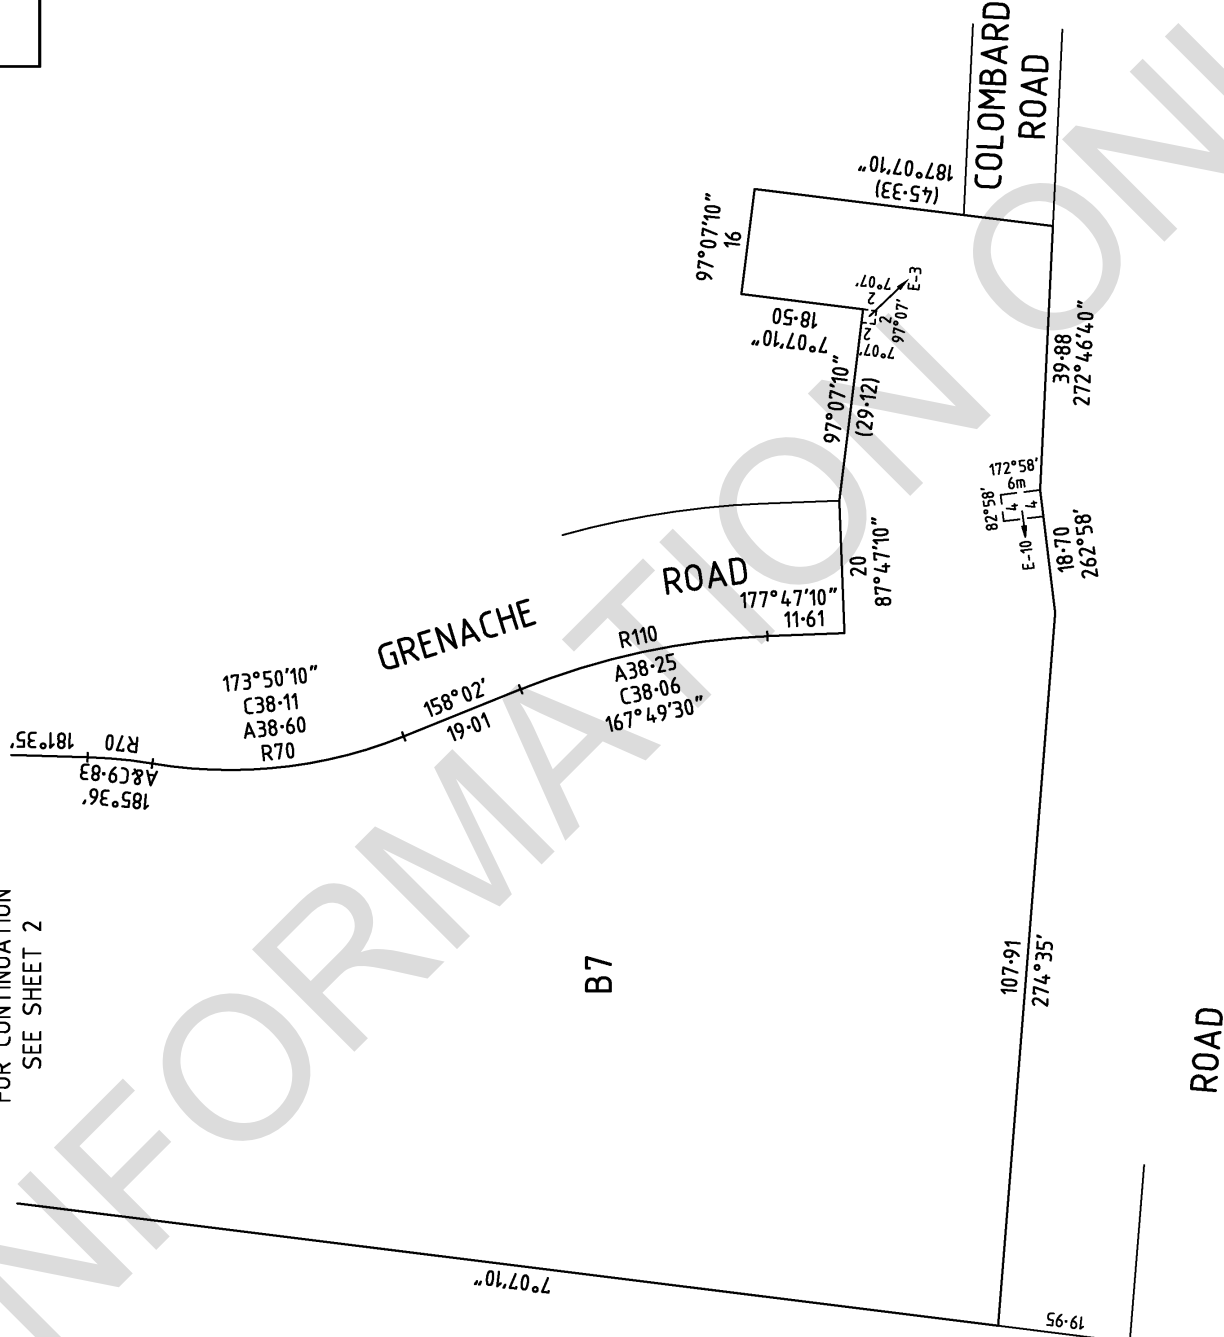 COLOMBARD
ROAD
187°07'10"
(45·33)
97°07'10"
16
7°07'
2
E-3
18·50
7°07'10"
2
2
97°07'
7°07'
97°07'10"
(29·12)
39·88
272°46'40"
172°58'
6m
82°58'
4
4
E-10
18·70
262°58'
GRENACHE
ROAD
20
87°47'10"
177°47'10"
11·61
R110
A38·25
C38·06
167°49'30"
158°02'
19·01
173°50'10"
C38·11
A38·60
R70
181°35'
R70
A&C9·83
185°36'
FOR CONTINUATION
SEE SHEET 2
B7
107·91
274°35'
ROAD
7°07'10"
19·95